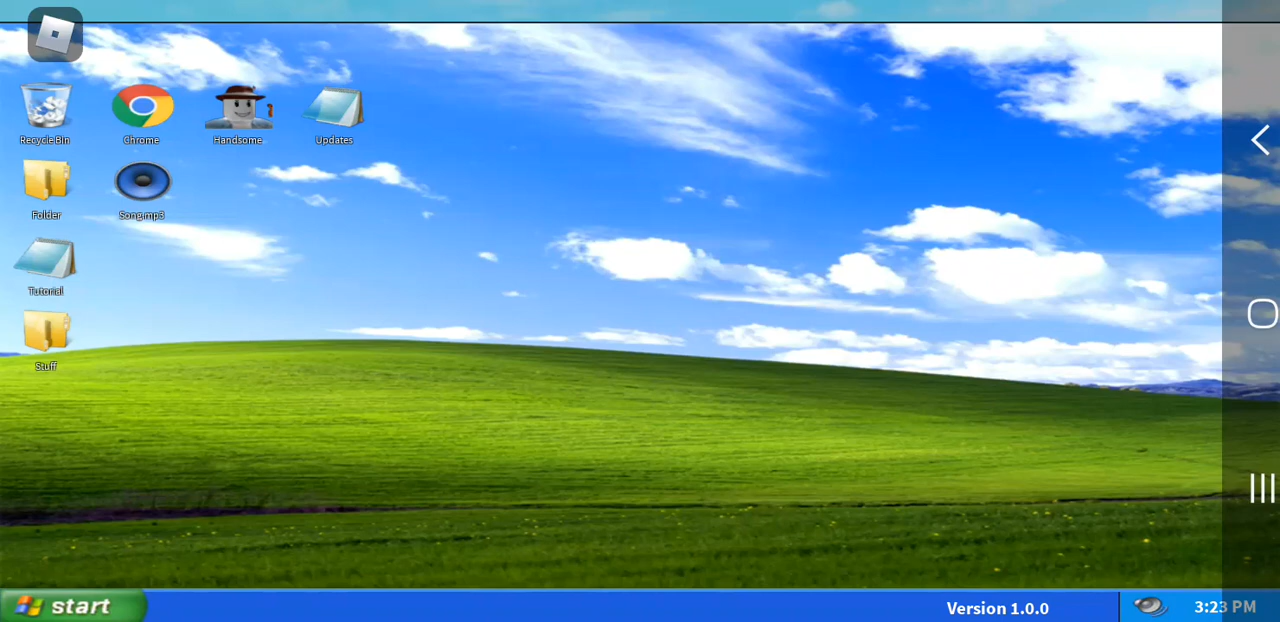 Recycle Bin
Chrome
Handsome
Updates
Folder
Song.mp3
Tutorial
Stuff
start
Version 1.0.0
3:23 PM